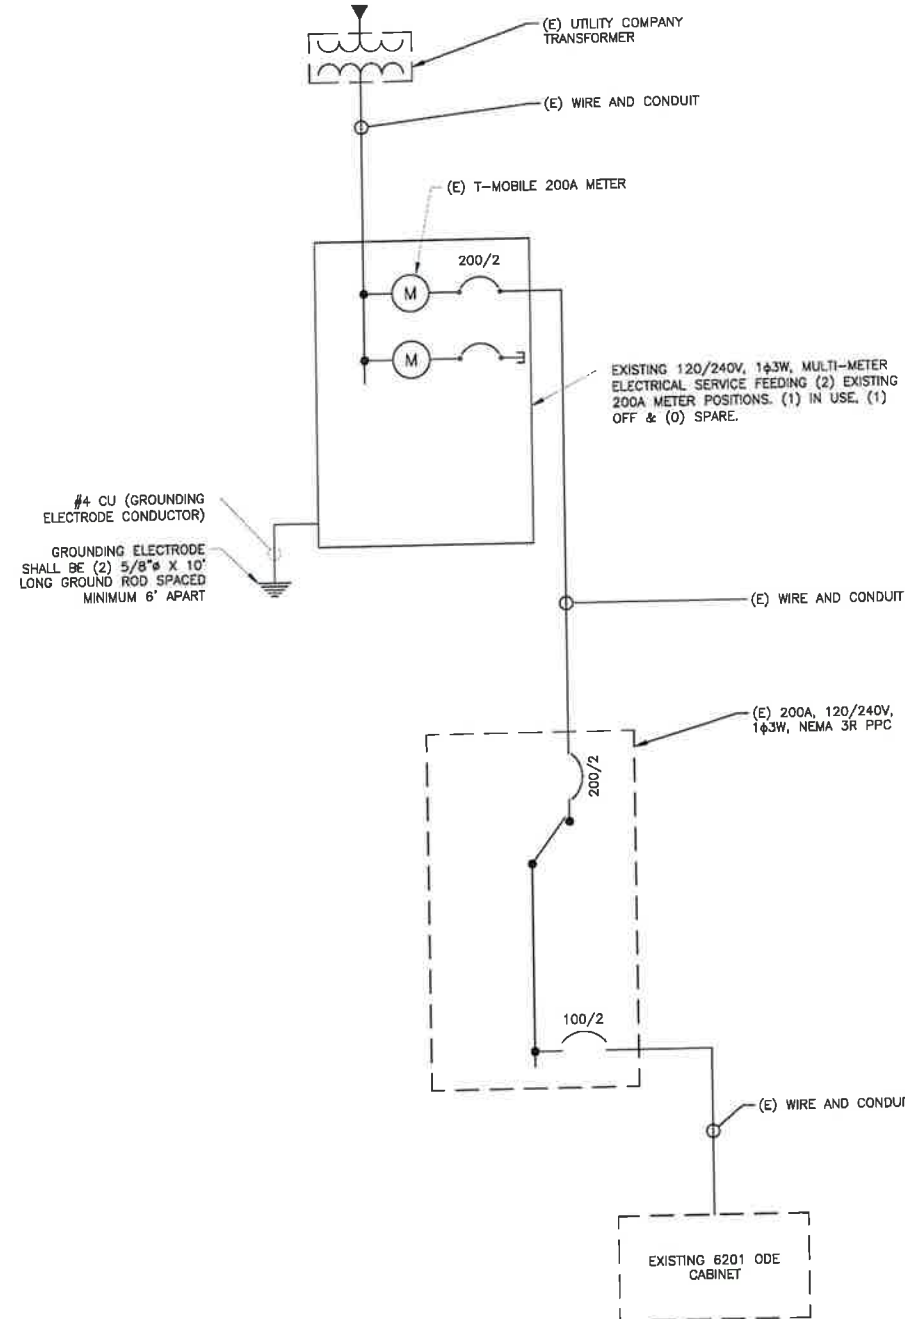 (E) UTILITY COMPANY
TRANSFORMER
(E) WIRE AND CONDUIT
(E) T-MOBILE 200A METER
200/2
M
M
EXISTING 120/240V, 1ϕ3W, MULTI-METER
ELECTRICAL SERVICE FEEDING (2) EXISTING
200A METER POSITIONS. (1) IN USE, (1)
OFF & (0) SPARE.
#4 CU (GROUNDING
ELECTRODE CONDUCTOR)
GROUNDING ELECTRODE
SHALL BE (2) 5/8"ø X 10'
LONG GROUND ROD SPACED
MINIMUM 6' APART
(E) WIRE AND CONDUIT
(E) 200A, 120/240V,
1ϕ3W, NEMA 3R PPC
200/2
100/2
(E) WIRE AND CONDUI
EXISTING 6201 ODE
CABINET